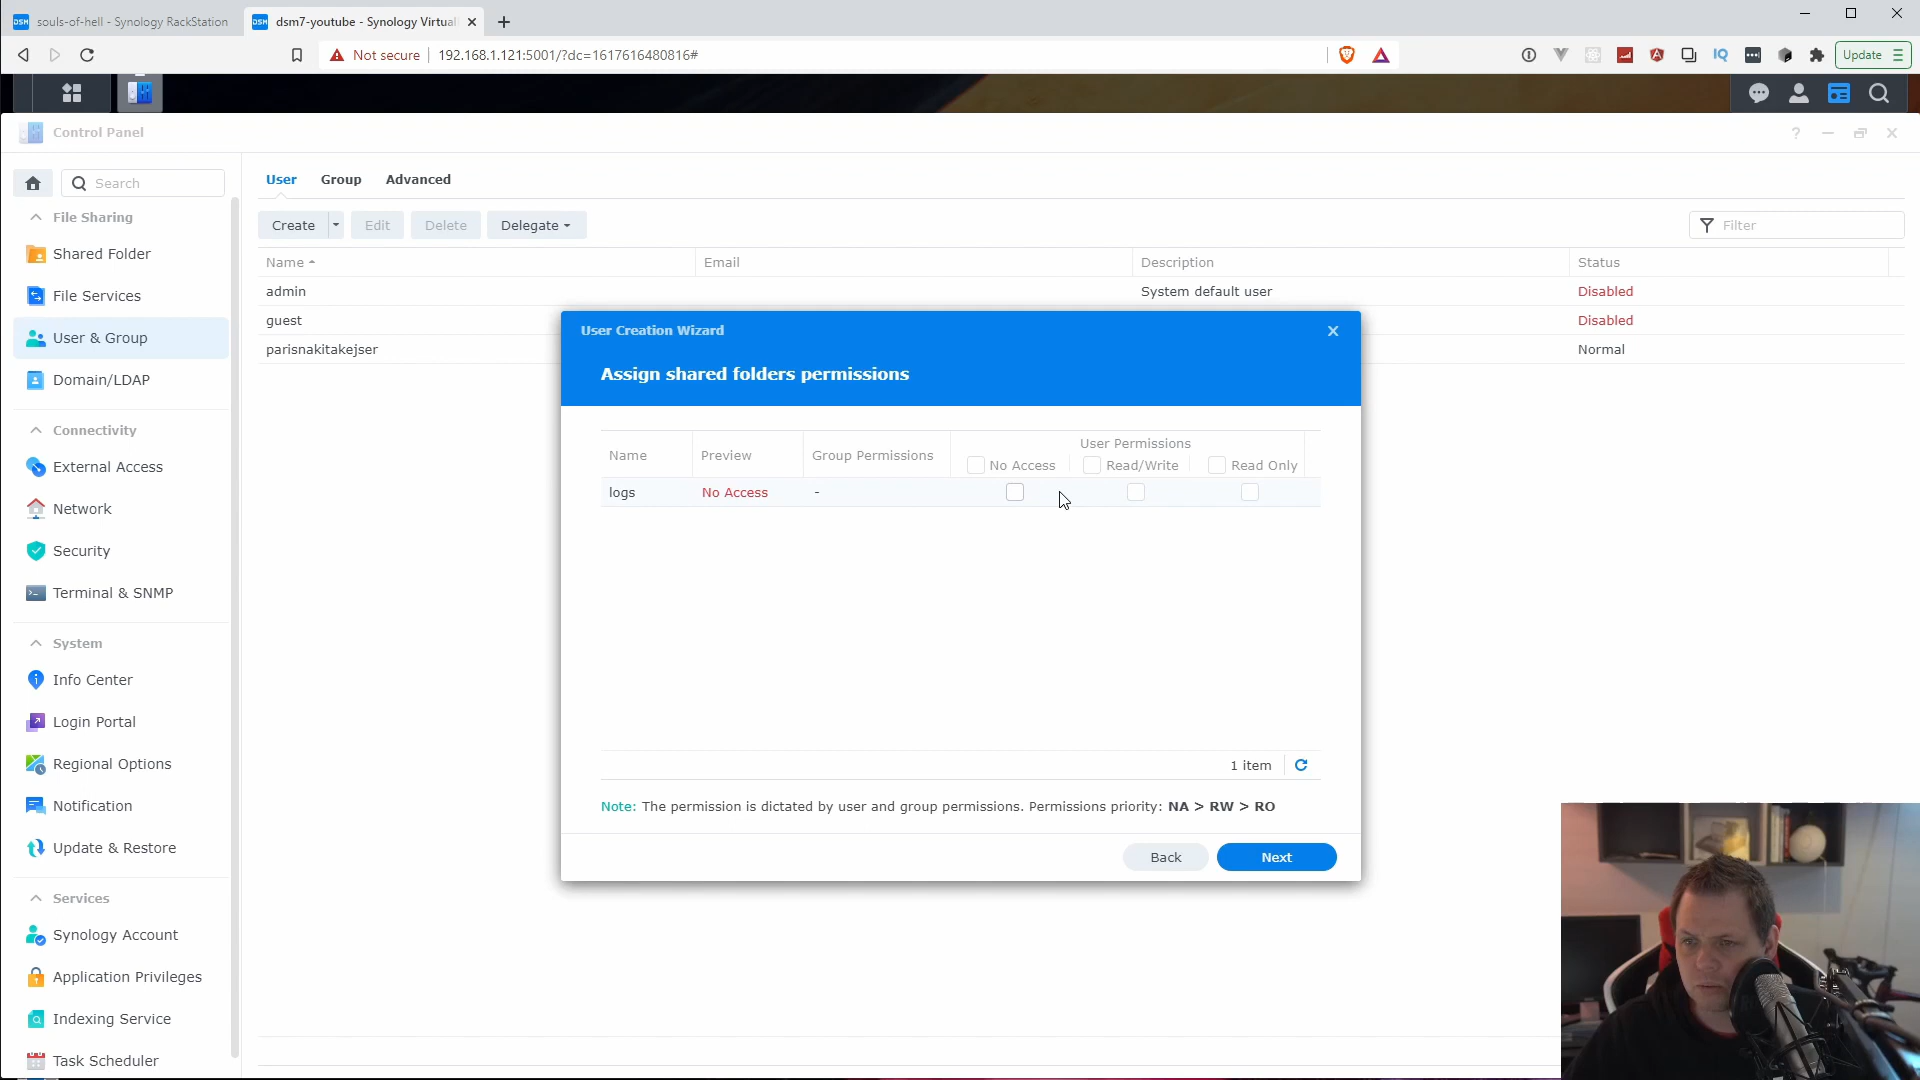 souls-of-hell - Synology RackStation
dsm7-youtube - Synology Virtual
Not secure
192.168.1.121:5001/?dc=1617616480816#
Update
Control Panel
Search
File Sharing
Shared Folder
File Services
User & Group
Domain/LDAP
Connectivity
External Access
Network
Security
Terminal & SNMP
System
Info Center
Login Portal
Regional Options
Notification
Update & Restore
Services
Synology Account
Application Privileges
Indexing Service
Task Scheduler
User Group Advanced
Create Edit Delete Delegate
Filter
Name Email Description Status
admin System default user Disabled
guest Disabled
parisnakitakejser Normal
User Creation Wizard
Assign shared folders permissions
Name Preview Group Permissions User Permissions
No Access Read/Write Read Only
logs No Access -
1 item
Note: The permission is dictated by user and group permissions. Permissions priority: NA > RW > RO
Back Next